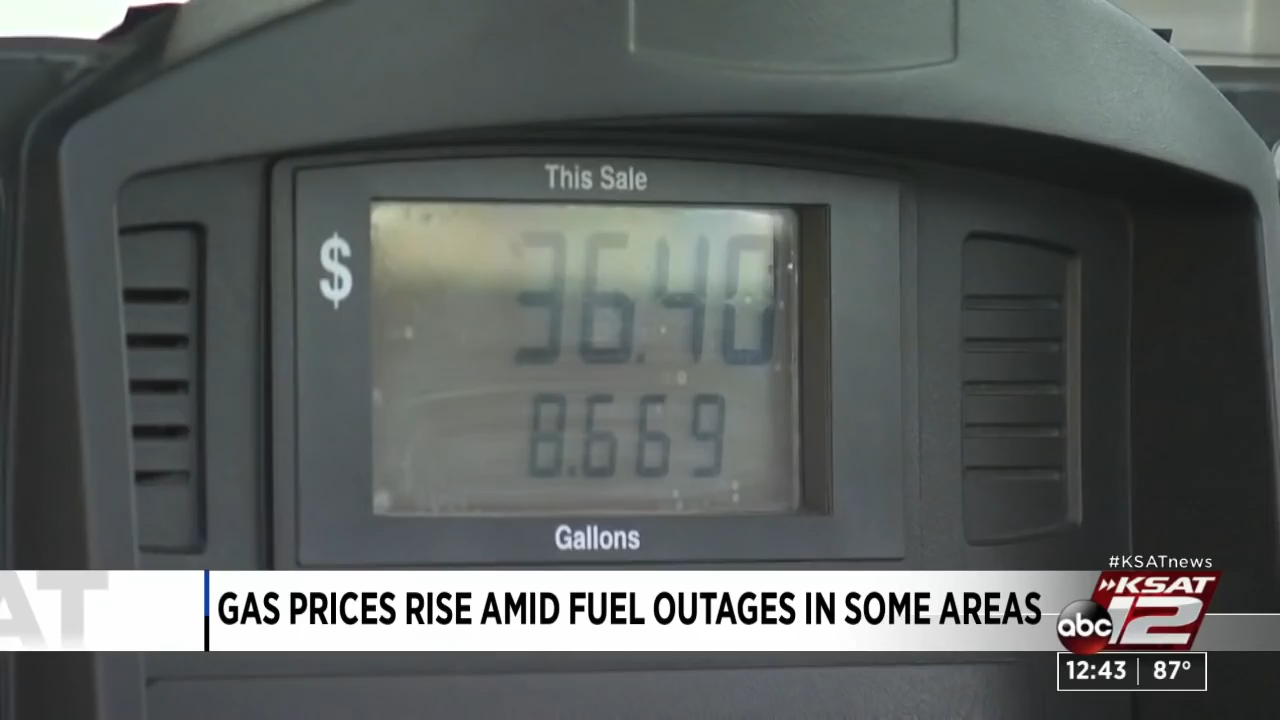 This Sale
$
36.40
8.669
Gallons
#KSATnews
AT
GAS PRICES RISE AMID FUEL OUTAGES IN SOME AREAS
KSAT
abc 12
12:43 87°